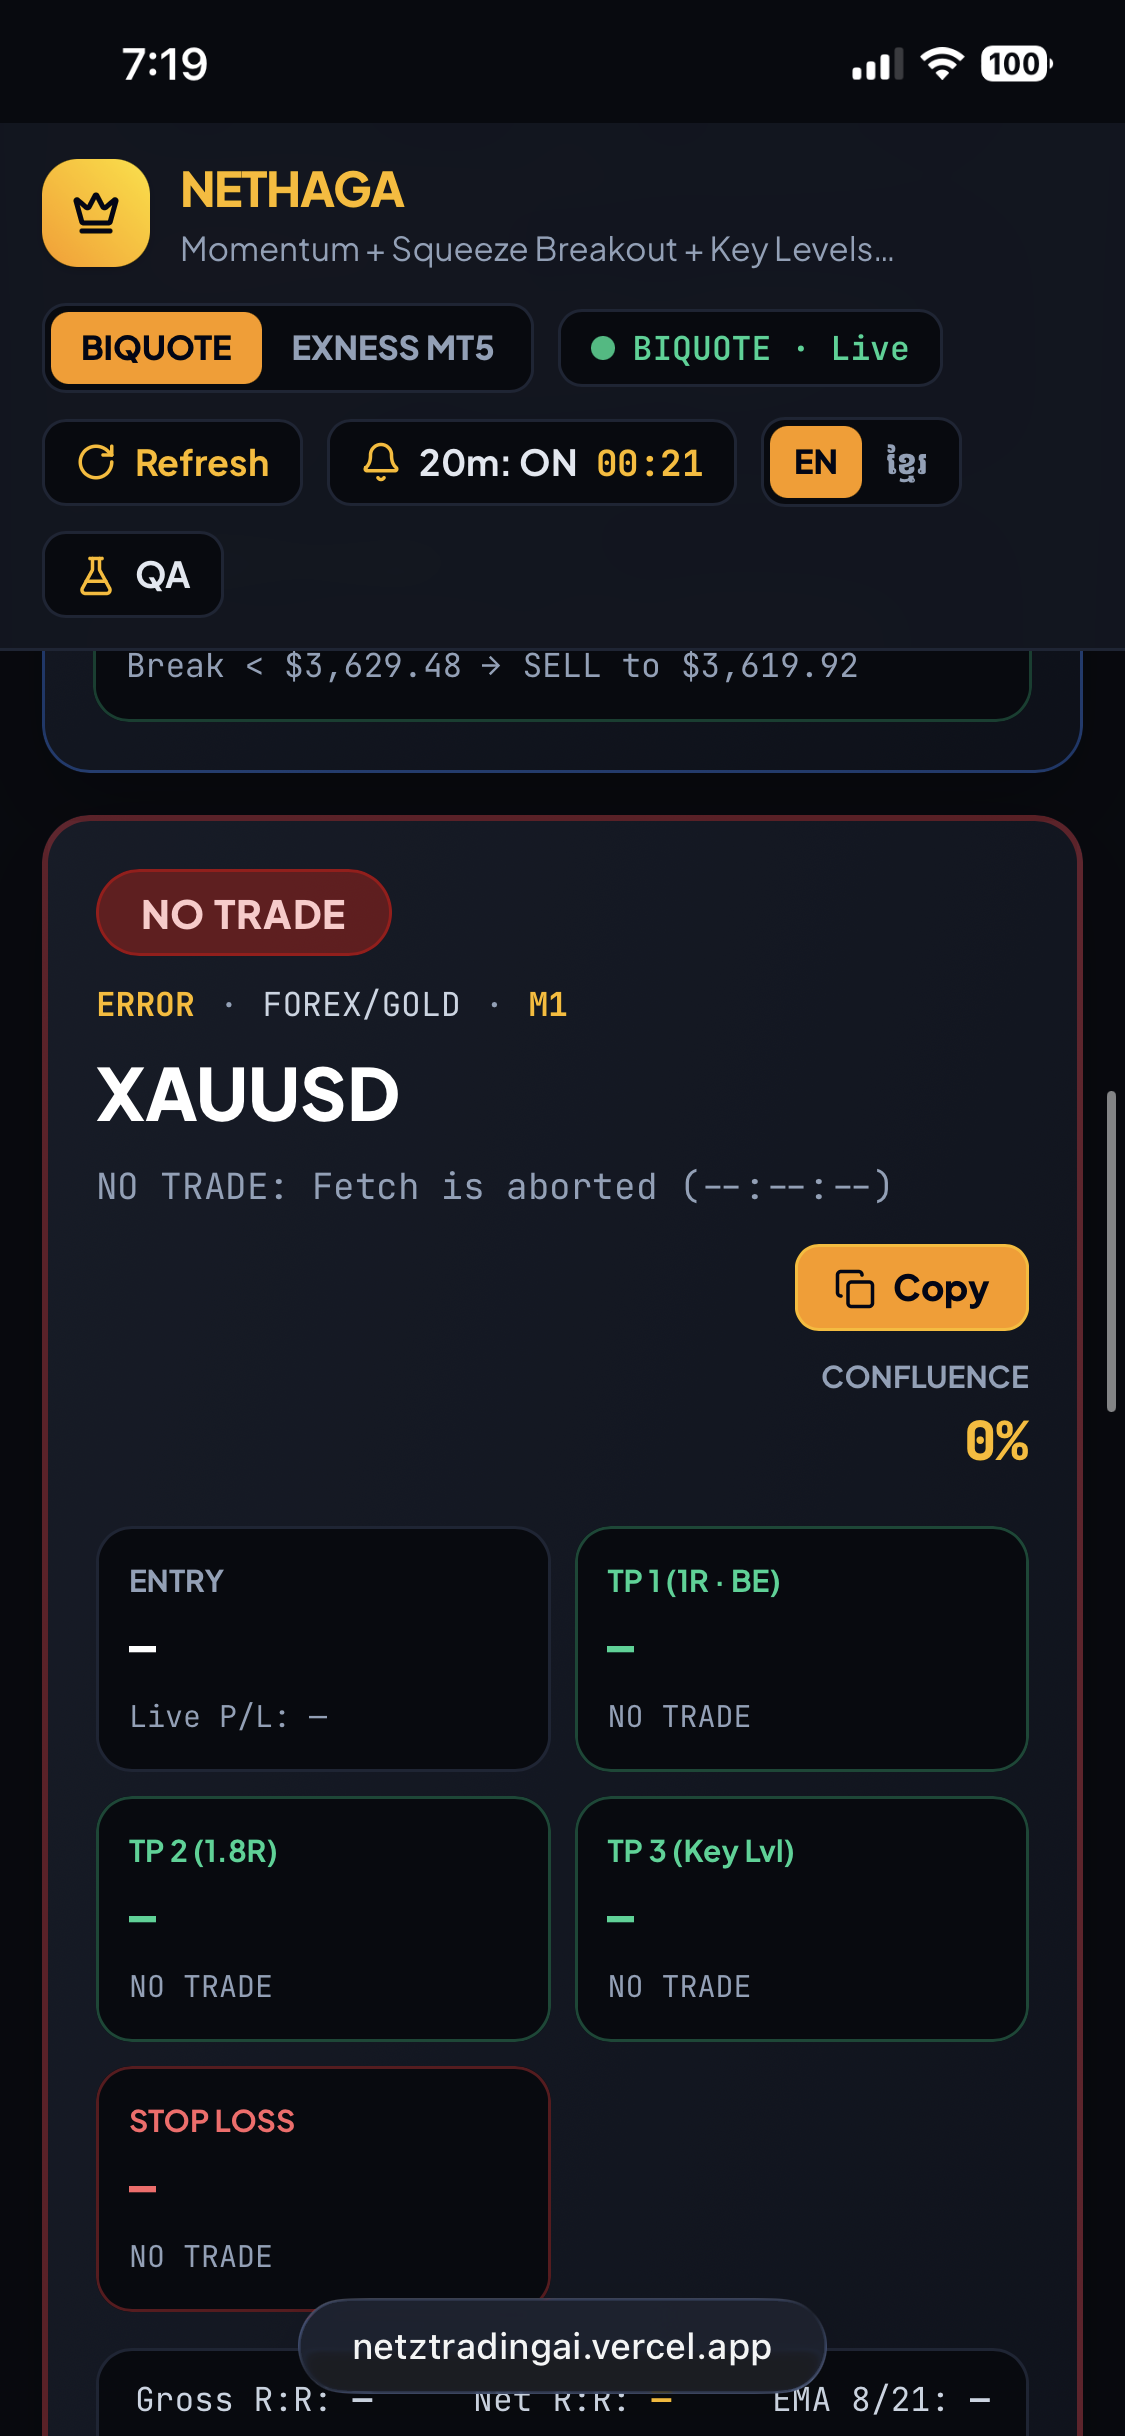 7:19
100
NETHAGA
Momentum + Squeeze Breakout + Key Levels...
BIQUOTE EXNESS MT5 BIQUOTE · Live
Refresh 20m: ON 00:21 EN ខ្មែរ
QA
Break < $3,629.48 → SELL to $3,619.92
NO TRADE
ERROR · FOREX/GOLD · M1
XAUUSD
NO TRADE: Fetch is aborted (--:--:--)
Copy
CONFLUENCE
0%
ENTRY
—
Live P/L: —
TP 1 (1R · BE)
—
NO TRADE
TP 2 (1.8R)
—
NO TRADE
TP 3 (Key Lvl)
—
NO TRADE
STOP LOSS
—
NO TRADE
netztradingai.vercel.app
Gross R:R: — Net R:R: — EMA 8/21: —